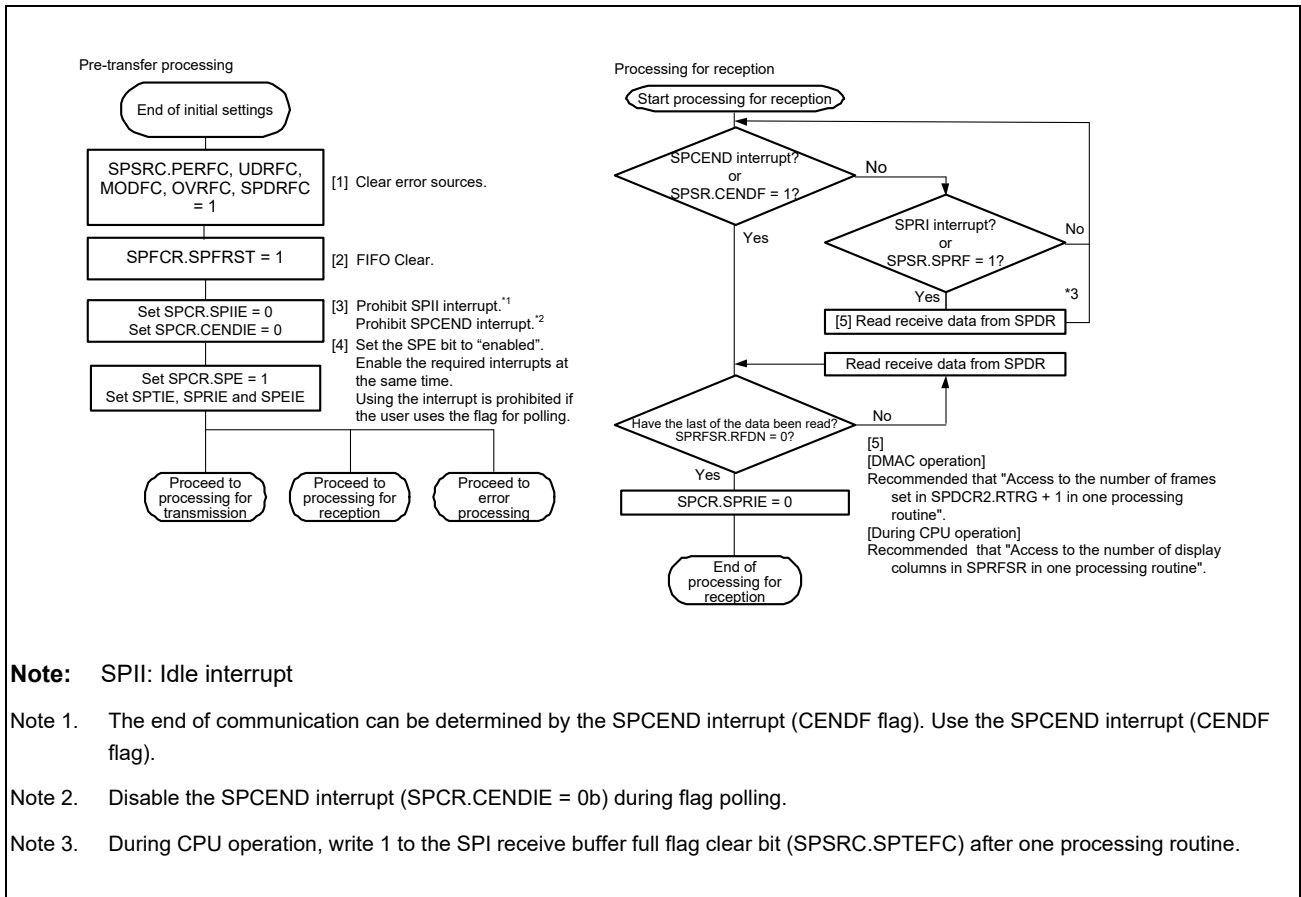 Pre-transfer processing
End of initial settings
SPSRC.PERFC, UDRFC,
MODFC, OVRFC, SPDRFC
= 1
[1] Clear error sources.
SPFCR.SPFRST = 1
[2] FIFO Clear.
Set SPCR.SPIIE = 0
Set SPCR.CENDIE = 0
[3] Prohibit SPII interrupt.*1
Prohibit SPCEND interrupt.*2
Set SPCR.SPE = 1
Set SPTIE, SPRIE and SPEIE
[4] Set the SPE bit to “enabled”.
Enable the required interrupts at
the same time.
Using the interrupt is prohibited if
the user uses the flag for polling.
Proceed to
processing for
transmission
Proceed to
processing for
reception
Proceed to
error
processing
Processing for reception
Start processing for reception
SPCEND interrupt?
or
SPSR.CENDF = 1?
No
Yes
SPRI interrupt?
or
SPSR.SPRF = 1?
No
Yes
*3
[5] Read receive data from SPDR
Read receive data from SPDR
Have the last of the data been read?
SPRFSR.RFDN = 0?
No
Yes
SPCR.SPRIE = 0
End of
processing for
reception
[5]
[DMAC operation]
Recommended that "Access to the number of frames
set in SPDCR2.RTRG + 1 in one processing
routine".
[During CPU operation]
Recommended that "Access to the number of display
columns in SPRFSR in one processing routine".
Note: SPII: Idle interrupt
Note 1. The end of communication can be determined by the SPCEND interrupt (CENDF flag). Use the SPCEND interrupt (CENDF
flag).
Note 2. Disable the SPCEND interrupt (SPCR.CENDIE = 0b) during flag polling.
Note 3. During CPU operation, write 1 to the SPI receive buffer full flag clear bit (SPSRC.SPTEFC) after one processing routine.